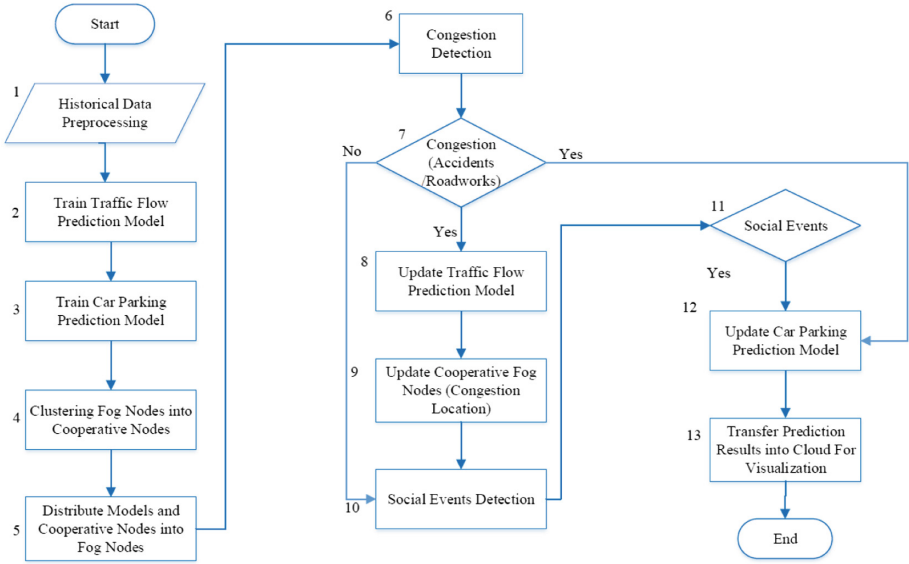 Start
1
Historical Data
Preprocessing
2
Train Traffic Flow
Prediction Model
3
Train Car Parking
Prediction Model
4
Clustering Fog Nodes into
Cooperative Nodes
5
Distribute Models and
Cooperative Nodes into
Fog Nodes
6
Congestion
Detection
7
Congestion
(Accidents
/Roadworks)
No
Yes
Yes
8
Update Traffic Flow
Prediction Model
9
Update Cooperative Fog
Nodes (Congestion
Location)
10
Social Events Detection
11
Social Events
Yes
12
Update Car Parking
Prediction Model
13
Transfer Prediction
Results into Cloud For
Visualization
End